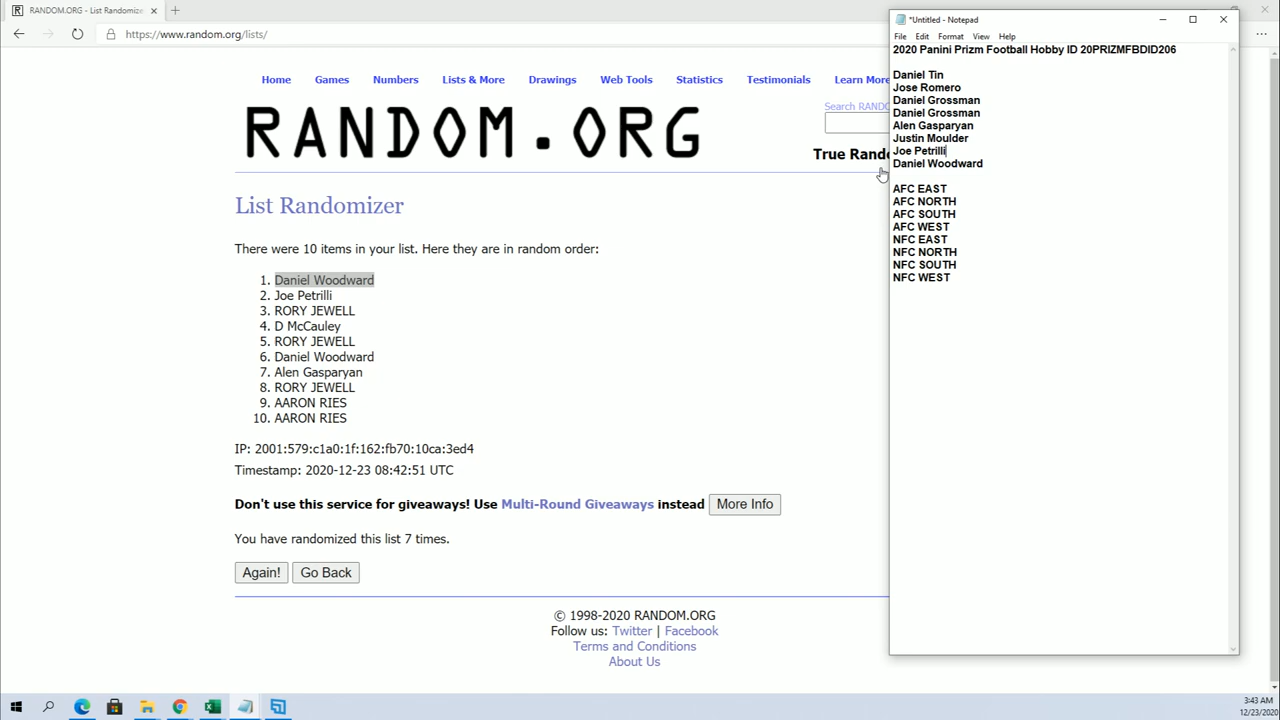 RANDOM.ORG - List Randomizer
https://www.random.org/lists/
Home Games Numbers Lists & More Drawings Web Tools Statistics Testimonials Learn More
RANDOM.ORG
Search RANDO
True Rando
List Randomizer
There were 10 items in your list. Here they are in random order:
1. Daniel Woodward
2. Joe Petrilli
3. RORY JEWELL
4. D McCauley
5. RORY JEWELL
6. Daniel Woodward
7. Alen Gasparyan
8. RORY JEWELL
9. AARON RIES
10. AARON RIES
IP: 2001:579:c1a0:1f:162:fb70:10ca:3ed4
Timestamp: 2020-12-23 08:42:51 UTC
Don't use this service for giveaways! Use Multi-Round Giveaways instead More Info
You have randomized this list 7 times.
Again! Go Back
© 1998-2020 RANDOM.ORG
Follow us: Twitter | Facebook
Terms and Conditions
About Us
*Untitled - Notepad
File Edit Format View Help
2020 Panini Prizm Football Hobby ID 20PRIZMFBDID206
Daniel Tin
Jose Romero
Daniel Grossman
Daniel Grossman
Alen Gasparyan
Justin Moulder
Joe Petrilli
Daniel Woodward
AFC EAST
AFC NORTH
AFC SOUTH
AFC WEST
NFC EAST
NFC NORTH
NFC SOUTH
NFC WEST
3:43 AM
12/23/2020